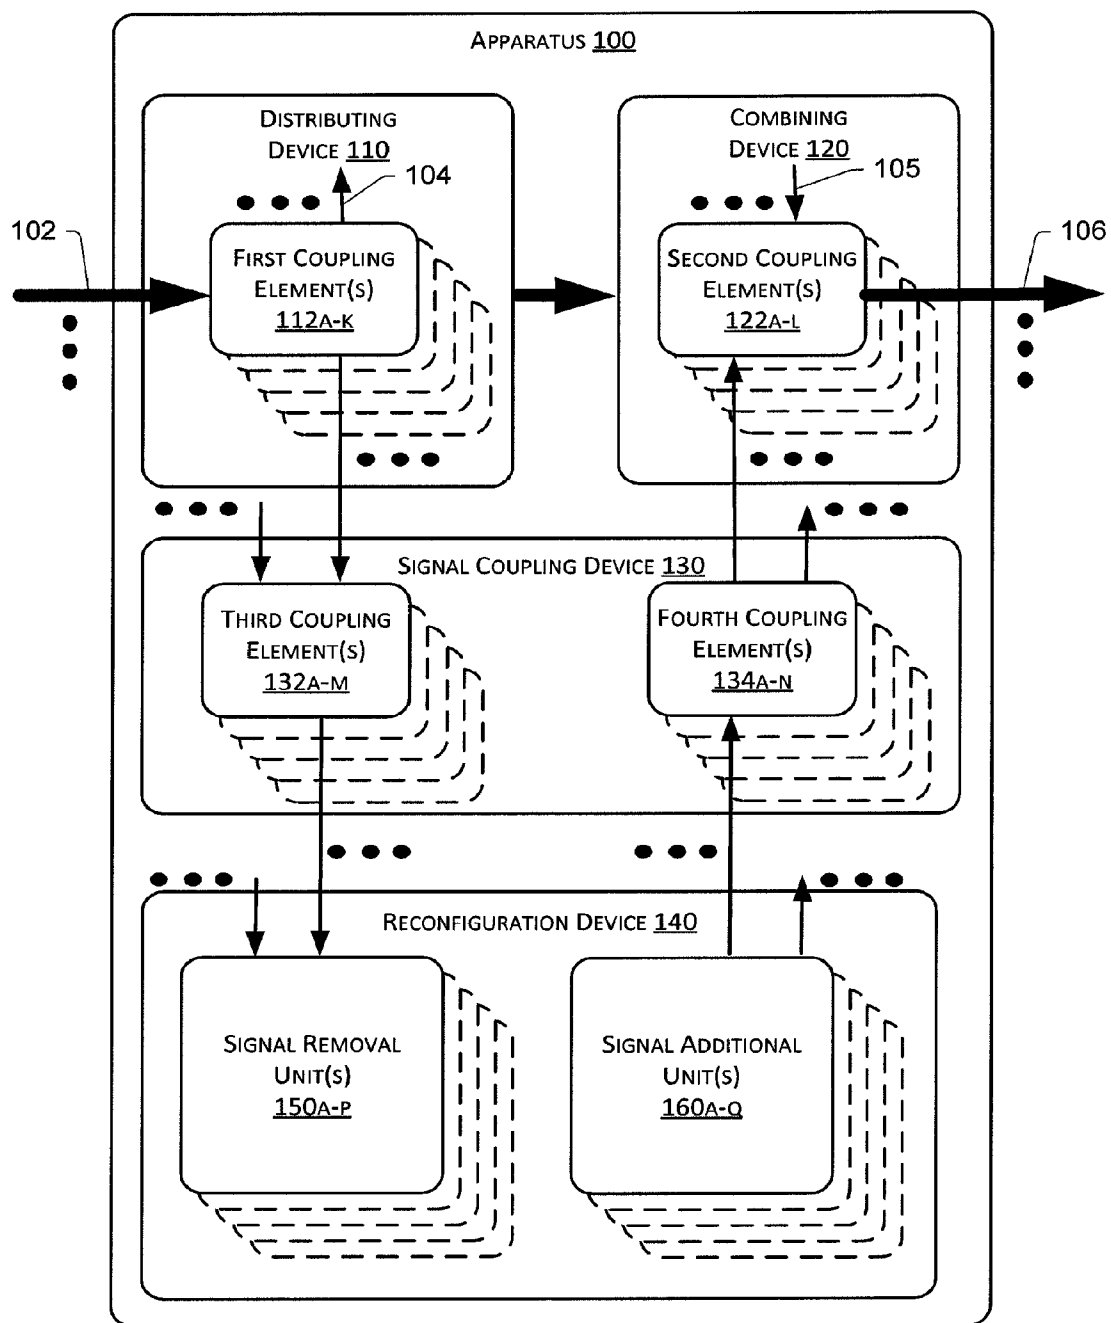 APPARATUS 100
DISTRIBUTING
DEVICE 110
COMBINING
DEVICE 120
104
105
102
106
FIRST COUPLING
ELEMENT(S)
112A-K
SECOND COUPLING
ELEMENT(S)
122A-L
SIGNAL COUPLING DEVICE 130
THIRD COUPLING
ELEMENT(S)
132A-M
FOURTH COUPLING
ELEMENT(S)
134A-N
RECONFIGURATION DEVICE 140
SIGNAL REMOVAL
UNIT(S)
150A-P
SIGNAL ADDITIONAL
UNIT(S)
160A-Q